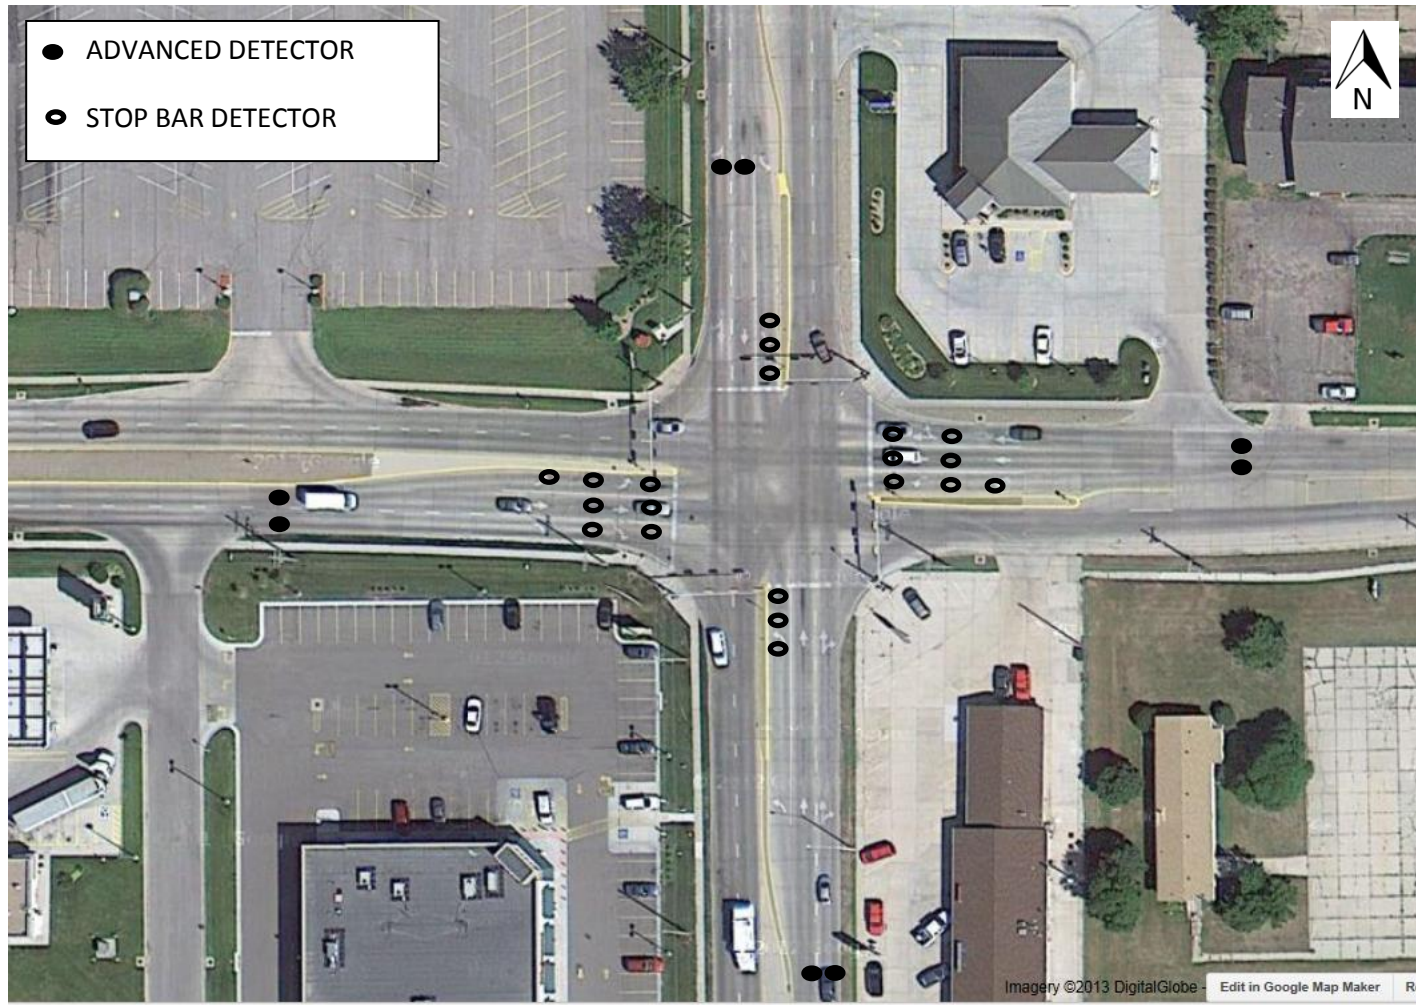 ADVANCED DETECTOR
STOP BAR DETECTOR
N
Imagery ©2013 DigitalGlobe -
Edit in Google Map Maker
R